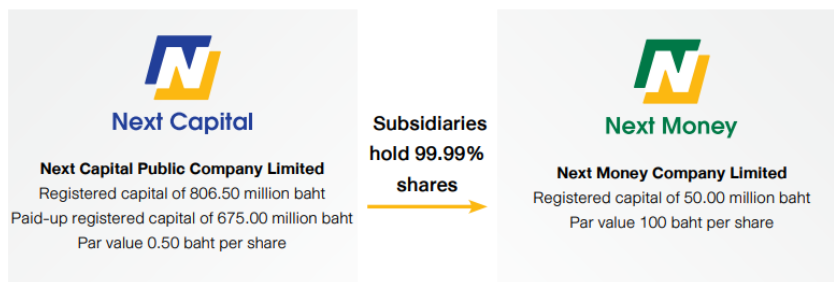 Next Capital
Next Capital Public Company Limited
Registered capital of 806.50 million baht
Paid-up registered capital of 675.00 million baht
Par value 0.50 baht per share
Subsidiaries
hold 99.99%
shares
Next Money
Next Money Company Limited
Registered capital of 50.00 million baht
Par value 100 baht per share